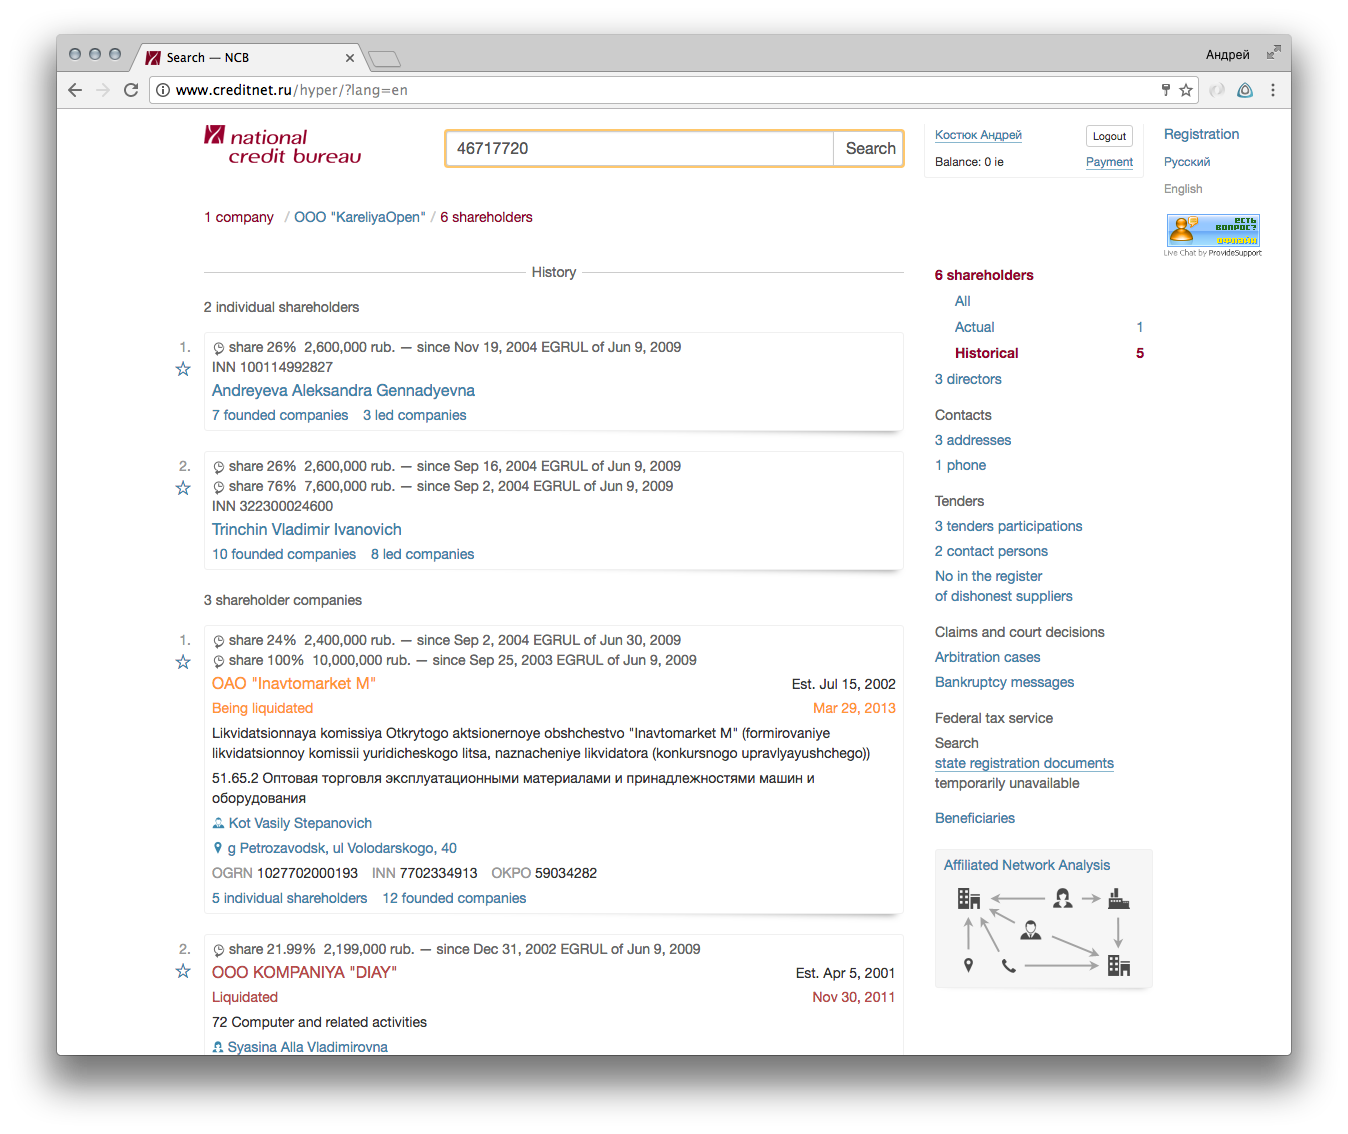 Search — NCB
Андрей
www.creditnet.ru/hyper/?lang=en
national
credit bureau
46717720
Search
Костюк Андрей
Logout
Balance: 0 ie
Payment
Registration
Русский
English
ЕСТЬ
ВОПРОС?
ОФЛАЙН
Live Chat by ProvideSupport
1 company / OOO "KareliyaOpen" / 6 shareholders
History
2 individual shareholders
1.
share 26% 2,600,000 rub. — since Nov 19, 2004 EGRUL of Jun 9, 2009
INN 100114992827
Andreyeva Aleksandra Gennadyevna
7 founded companies 3 led companies
2.
share 26% 2,600,000 rub. — since Sep 16, 2004 EGRUL of Jun 9, 2009
share 76% 7,600,000 rub. — since Sep 2, 2004 EGRUL of Jun 9, 2009
INN 322300024600
Trinchin Vladimir Ivanovich
10 founded companies 8 led companies
3 shareholder companies
1.
share 24% 2,400,000 rub. — since Sep 2, 2004 EGRUL of Jun 30, 2009
share 100% 10,000,000 rub. — since Sep 25, 2003 EGRUL of Jun 9, 2009
OAO "Inavtomarket M"
Est. Jul 15, 2002
Being liquidated
Mar 29, 2013
Likvidatsionnaya komissiya Otkrytogo aktsionernoye obshchestvo "Inavtomarket M" (formirovaniye
likvidatsionnoy komissii yuridicheskogo litsa, naznacheniye likvidatora (konkursnogo upravlyayushchego))
51.65.2 Оптовая торговля эксплуатационными материалами и принадлежностями машин и
оборудования
Kot Vasily Stepanovich
g Petrozavodsk, ul Volodarskogo, 40
OGRN 1027702000193 INN 7702334913 OKPO 59034282
5 individual shareholders 12 founded companies
2.
share 21.99% 2,199,000 rub. — since Dec 31, 2002 EGRUL of Jun 9, 2009
OOO KOMPANIYA "DIAY"
Est. Apr 5, 2001
Liquidated
Nov 30, 2011
72 Computer and related activities
Syasina Alla Vladimirovna
6 shareholders
All
Actual 1
Historical 5
3 directors
Contacts
3 addresses
1 phone
Tenders
3 tenders participations
2 contact persons
No in the register
of dishonest suppliers
Claims and court decisions
Arbitration cases
Bankruptcy messages
Federal tax service
Search
state registration documents
temporarily unavailable
Beneficiaries
Affiliated Network Analysis